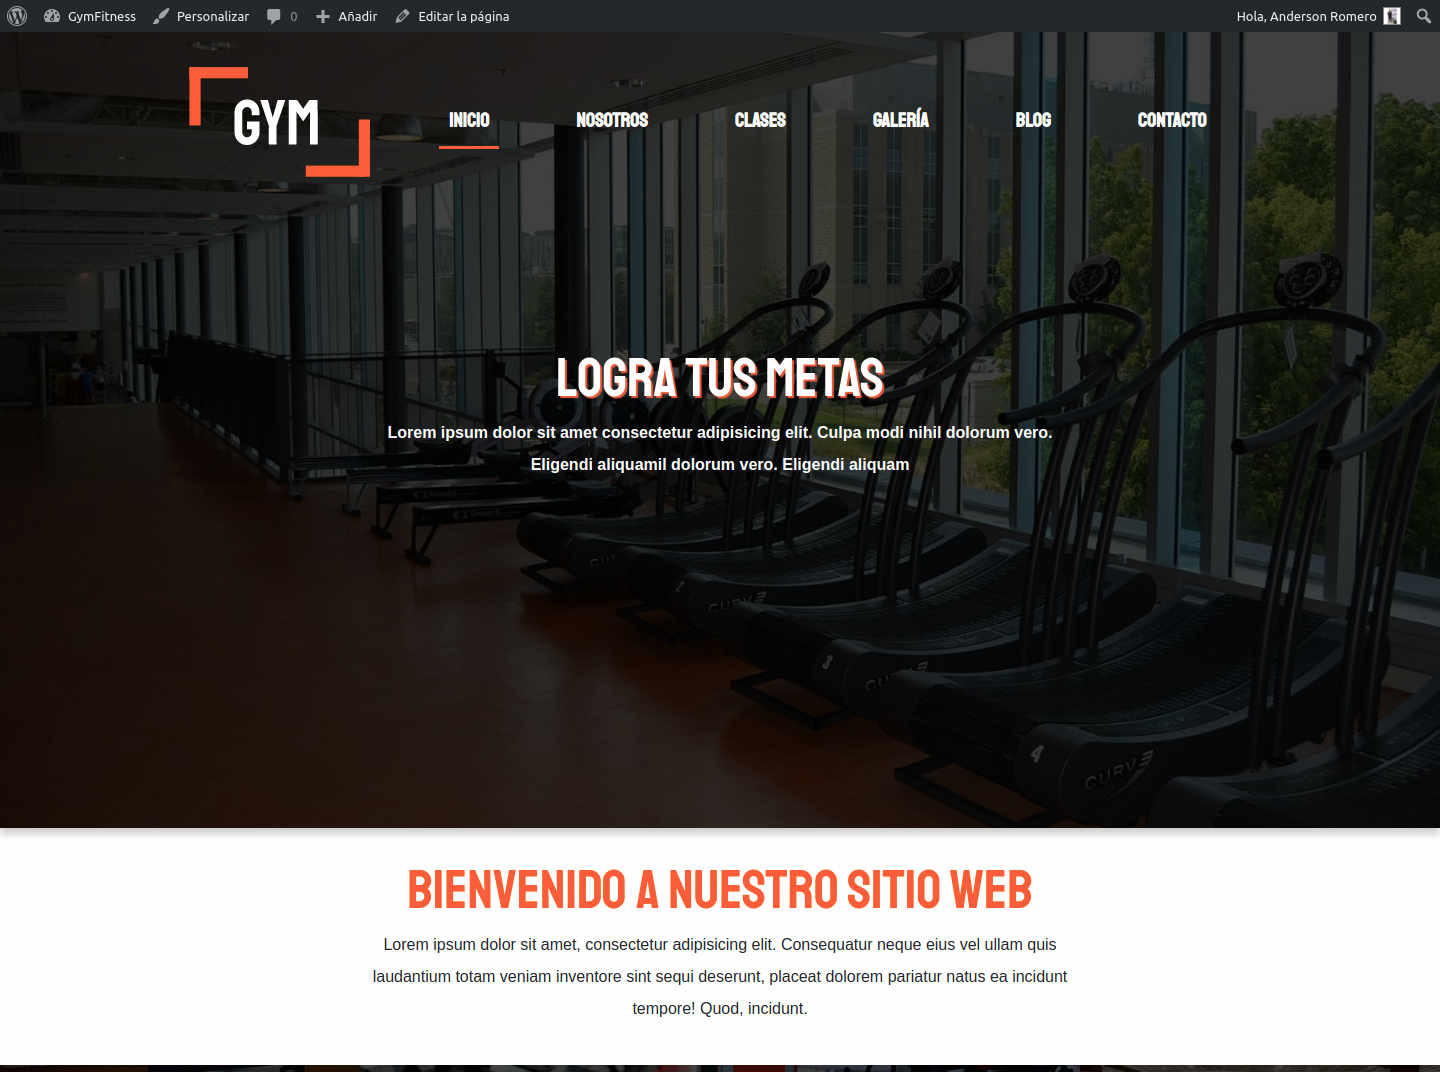 GymFitness Personalizar 0 Añadir Editar la página Hola, Anderson Romero
GYM
INICIO NOSOTROS CLASES GALERÍA BLOG CONTACTO
LOGRA TUS METAS
Lorem ipsum dolor sit amet consectetur adipisicing elit. Culpa modi nihil dolorum vero.
Eligendi aliquamil dolorum vero. Eligendi aliquam
3
4
CURV
BIENVENIDO A NUESTRO SITIO WEB
Lorem ipsum dolor sit amet, consectetur adipisicing elit. Consequatur neque eius vel ullam quis
laudantium totam veniam inventore sint sequi deserunt, placeat dolorem pariatur natus ea incidunt
tempore! Quod, incidunt.